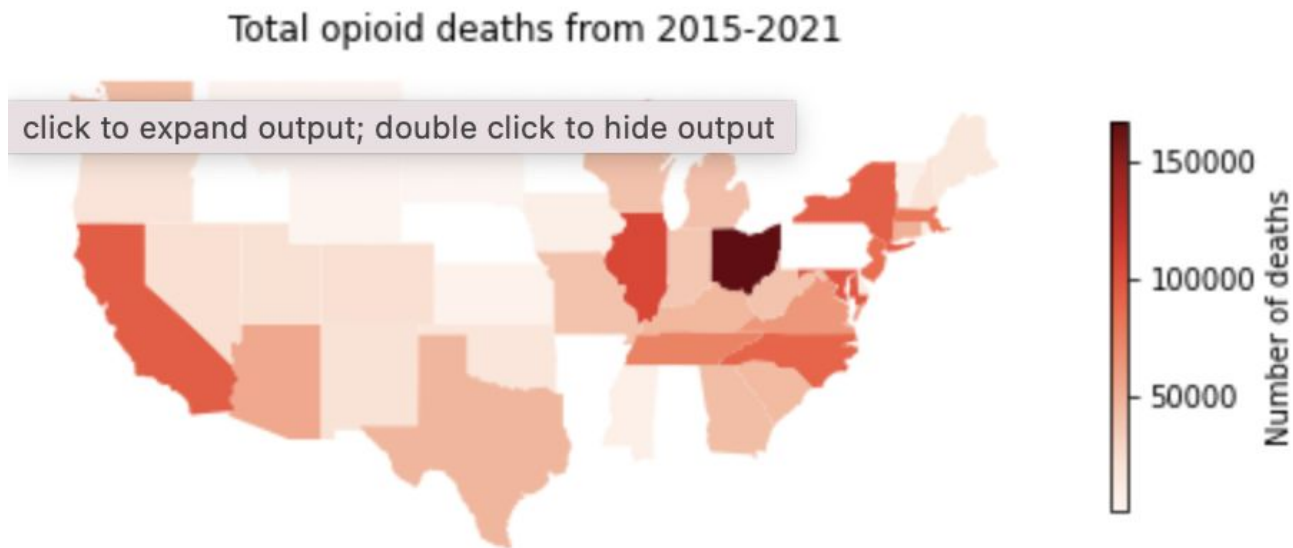 Total opioid deaths from 2015-2021
click to expand output; double click to hide output
150000
100000
50000
Number of deaths